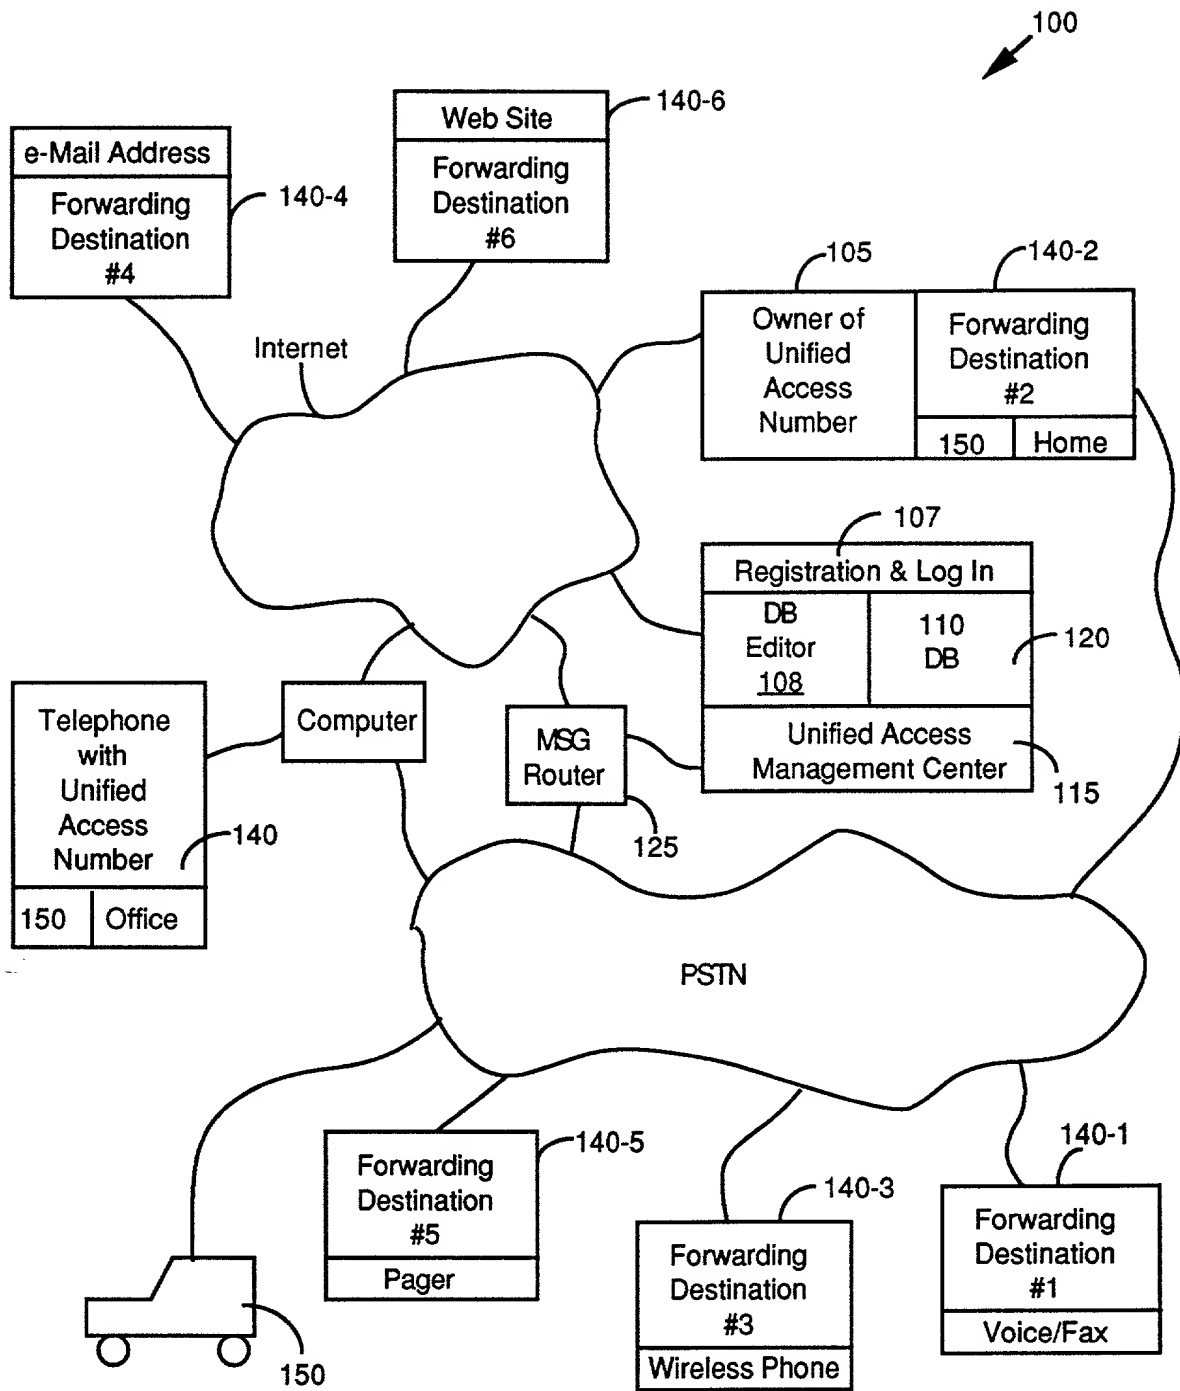 100
Web Site
Forwarding
Destination
#6
140-6
e-Mail Address
Forwarding
Destination
#4
140-4
Internet
105
Owner of
Unified
Access
Number
140-2
Forwarding
Destination
#2
150
Home
107
Registration & Log In
DB
Editor
108
110
DB
120
Unified Access
Management Center
115
Telephone
with
Unified
Access
Number
140
150
Office
Computer
MSG
Router
125
PSTN
140-5
Forwarding
Destination
#5
Pager
140-3
Forwarding
Destination
#3
Wireless Phone
140-1
Forwarding
Destination
#1
Voice/Fax
150